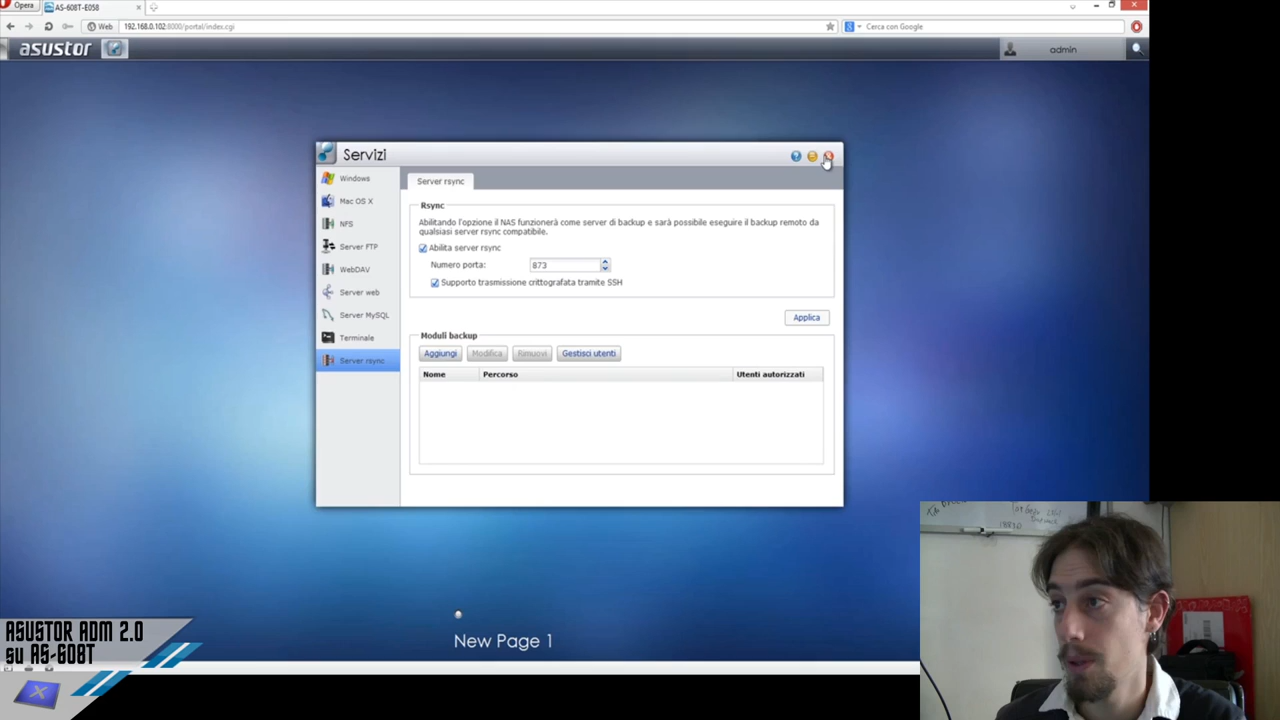 Opera
AS-608T-E058
Web
192.168.0.102:8000/portal/index.cgi
Cerca con Google
asustor
admin
Servizi
Windows
Mac OS X
NFS
Server FTP
WebDAV
Server web
Server MySQL
Terminale
Server rsync
Server rsync
Rsync
Abilitando l'opzione il NAS funzionerà come server di backup e sarà possibile eseguire il backup remoto da
qualsiasi server rsync compatibile.
Abilita server rsync
Numero porta: 873
Supporto trasmissione crittografata tramite SSH
Applica
Moduli backup
Aggiungi Modifica Rimuovi Gestisci utenti
Nome Percorso Utenti autorizzati
New Page 1
ASUSTOR ADM 2.0
su AS-608T